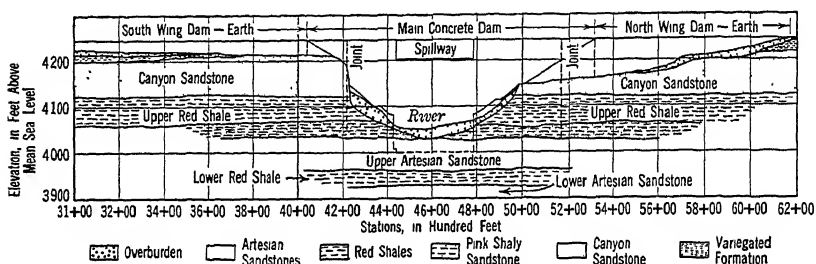 South Wing Dam — Earth
Main Concrete Dam
North Wing Dam — Earth
Spillway
Joint
Joint
4200
4100
4000
3900
Elevation, in Feet Above
Mean Sea Level
Canyon Sandstone
Canyon Sandstone
River
Upper Red Shale
Upper Red Shale
Upper Artesian Sandstone
Lower Red Shale
Lower Artesian Sandstone
31+00 34+00 36+00 38+00 40+00 42+00 44+00 46+00 48+00 50+00 52+00 54+00 56+00 58+00 60+00 62+00
Stations, in Hundred Feet
Overburden
Artesian
Sandstones
Red Shales
Pink Shaly
Sandstone
Canyon
Sandstone
Variegated
Formation